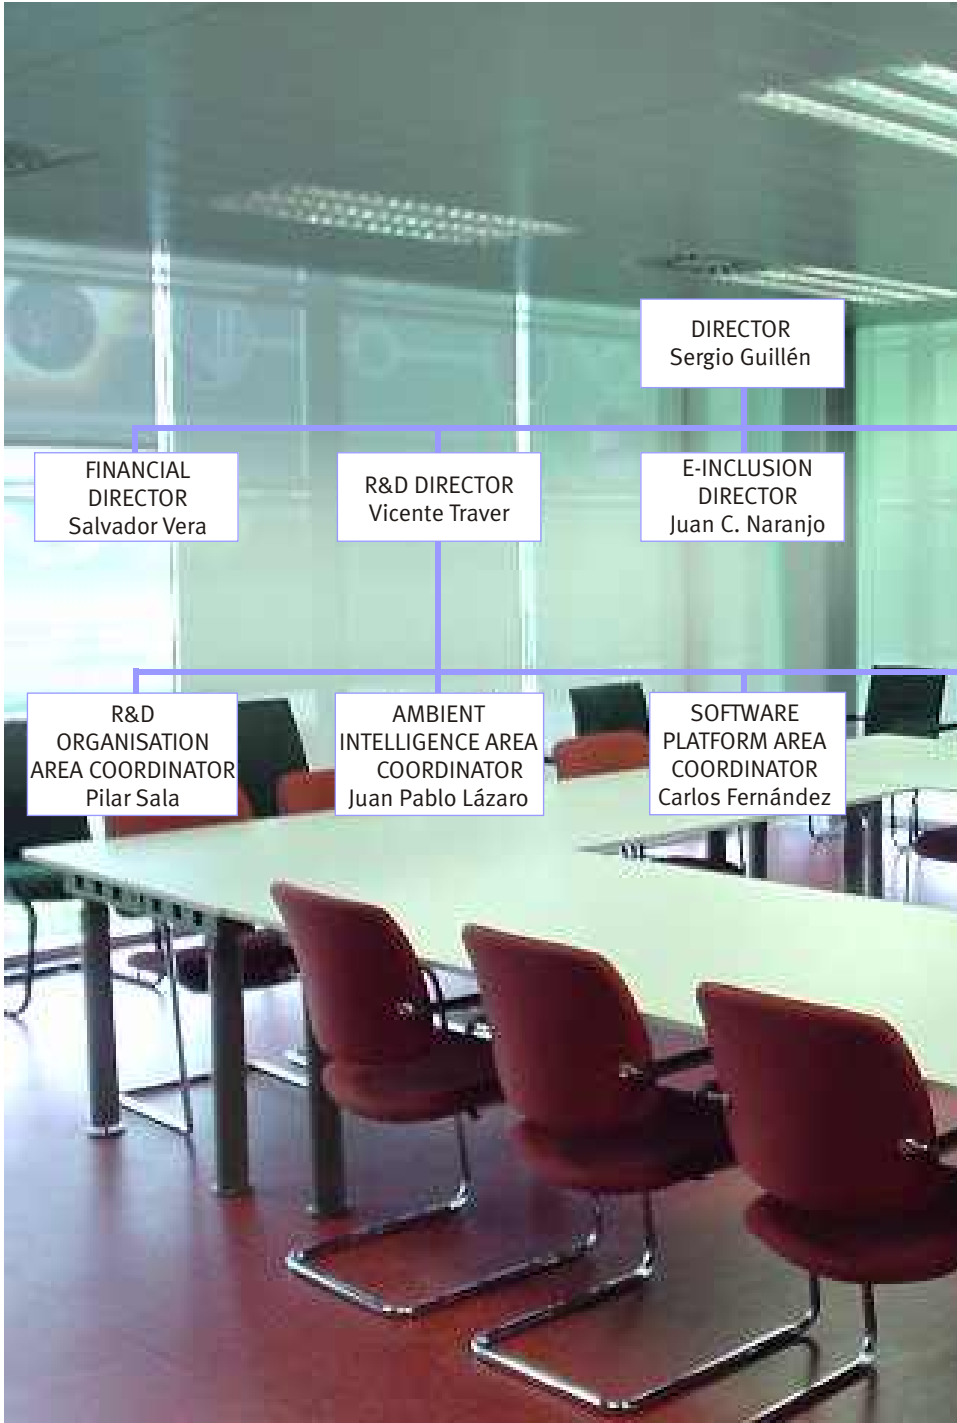 DIRECTOR
Sergio Guillén
FINANCIAL
DIRECTOR
Salvador Vera
R&D DIRECTOR
Vicente Traver
E-INCLUSION
DIRECTOR
Juan C. Naranjo
R&D
ORGANISATION
AREA COORDINATOR
Pilar Sala
AMBIENT
INTELLIGENCE AREA
COORDINATOR
Juan Pablo Lázaro
SOFTWARE
PLATFORM AREA
COORDINATOR
Carlos Fernández